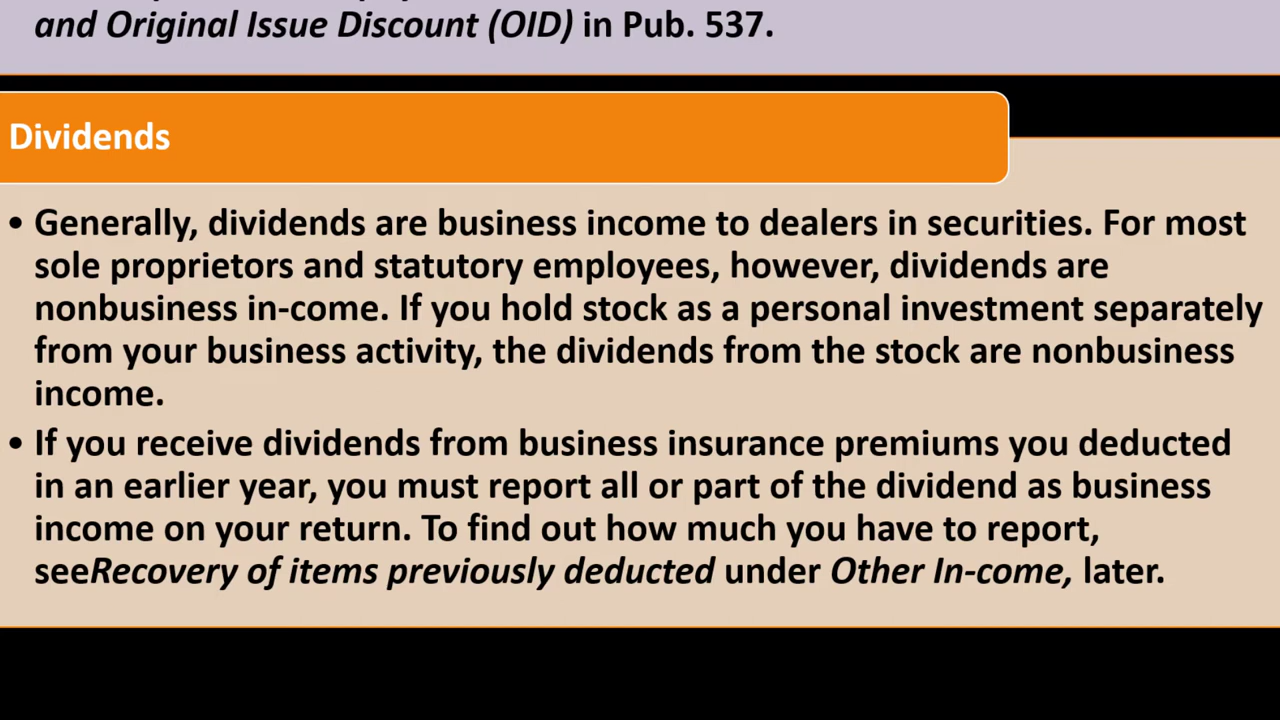 and Original Issue Discount (OID) in Pub. 537.
Dividends
• Generally, dividends are business income to dealers in securities. For most
sole proprietors and statutory employees, however, dividends are
nonbusiness in-come. If you hold stock as a personal investment separately
from your business activity, the dividends from the stock are nonbusiness
income.
• If you receive dividends from business insurance premiums you deducted
in an earlier year, you must report all or part of the dividend as business
income on your return. To find out how much you have to report,
seeRecovery of items previously deducted under Other In-come, later.